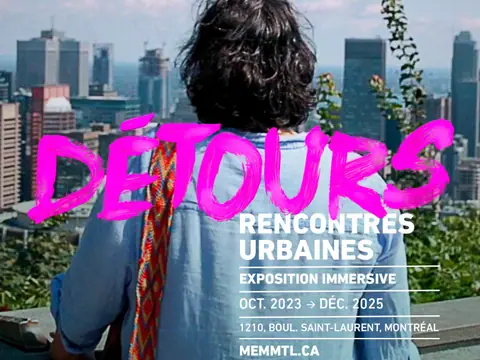 DÉTOURS
RENCONTRES
URBAINES
EXPOSITION IMMERSIVE
OCT. 2023 → DÉC. 2025
1210, BOUL. SAINT-LAURENT, MONTRÉAL
MEMMTL.CA